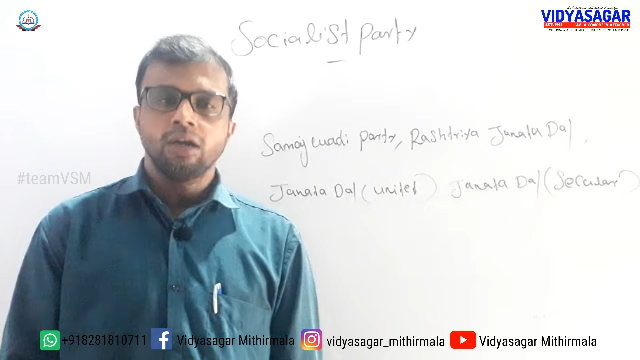 VIDYASAGAR
Socialist party
Samajwadi party, Rashtriya Janata Dal,
#teamVSM
Janata Dal (united) Janata Dal (Secular)
+918281810711 Vidyasagar Mithirmala vidyasagar_mithirmala Vidyasagar Mithirmala